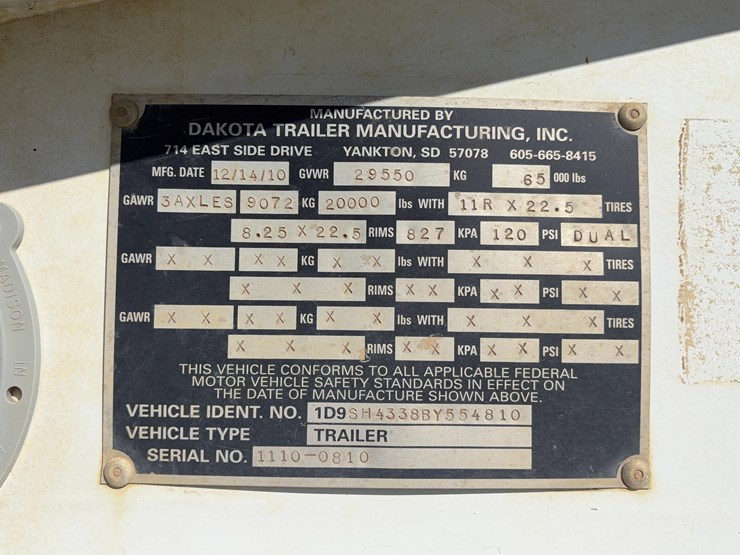 MANUFACTURED BY
DAKOTA TRAILER MANUFACTURING, INC.
714 EAST SIDE DRIVE YANKTON, SD 57078 605-665-8415
MFG. DATE 12/14/10 GVWR 29550 KG 65 000 lbs
GAWR 3AXLES 9072 KG 20000 lbs WITH 11R X 22.5 TIRES
8.25 X 22.5 RIMS 827 KPA 120 PSI DUAL
GAWR X X X X KG X X lbs WITH X X X TIRES
X X X RIMS X X KPA X X PSI X X
GAWR X X X X KG X X lbs WITH X X X TIRES
X X X RIMS X X KPA X X PSI X X
THIS VEHICLE CONFORMS TO ALL APPLICABLE FEDERAL
MOTOR VEHICLE SAFETY STANDARDS IN EFFECT ON
THE DATE OF MANUFACTURE SHOWN ABOVE.
VEHICLE IDENT. NO. 1D9SH4338BY554810
VEHICLE TYPE TRAILER
SERIAL NO. 1110-0810
MADISON IN